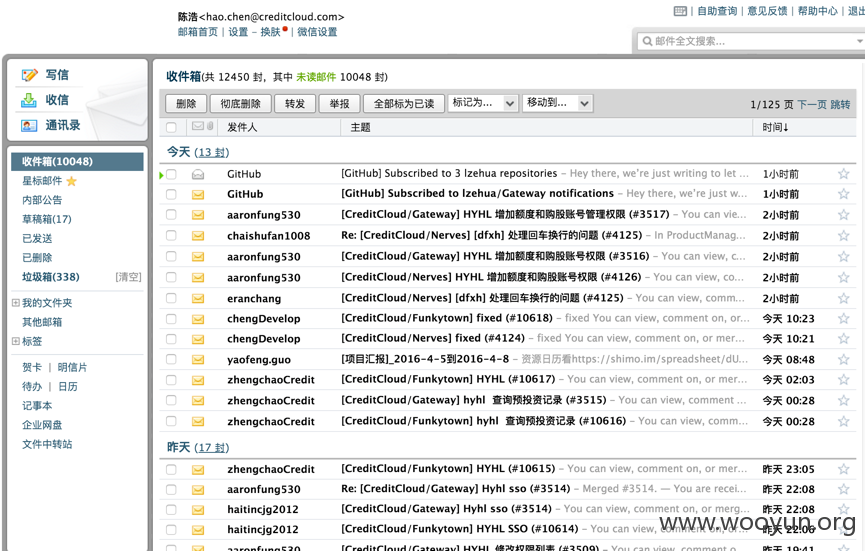 陈浩<hao.chen@creditcloud.com>
自助查询 | 意见反馈 | 帮助中心 | 退出
邮箱首页 | 设置 - 换肤 | 微信设置
邮件全文搜索...
写信
收信
通讯录
收件箱(共 12450 封，其中 未读邮件 10048 封)
删除 彻底删除 转发 举报 全部标为已读 标记为... 移动到... 1/125 页 下一页 跳转
发件人 主题 时间↓
收件箱(10048)
星标邮件
内部公告
草稿箱(17)
已发送
已删除
垃圾箱(338) [清空]
我的文件夹
其他邮箱
标签
贺卡 | 明信片
待办 | 日历
记事本
企业网盘
文件中转站
今天 (13 封)
GitHub [GitHub] Subscribed to 3 lzehua repositories – Hey there, we're just writing to let ... 1小时前
GitHub [GitHub] Subscribed to lzehua/Gateway notifications – Hey there, we're just w... 1小时前
aaronfung530 [CreditCloud/Gateway] HYHL 增加额度和购股账号管理权限 (#3517) – You can vie... 2小时前
chaishufan1008 Re: [CreditCloud/Nerves] [dfxh] 处理回车换行的问题 (#4125) – In ProductManag... 2小时前
aaronfung530 [CreditCloud/Gateway] HYHL 增加额度和购股账号权限 (#3516) – You can view, c... 2小时前
aaronfung530 [CreditCloud/Nerves] HYHL 增加额度和购股账号权限 (#4126) – You can view, co... 2小时前
eranchang [CreditCloud/Nerves] [dfxh] 处理回车换行的问题 (#4125) – You can view, comm... 2小时前
chengDevelop [CreditCloud/Funkytown] fixed (#10618) – fixed You can view, comment on, or... 今天 10:23
chengDevelop [CreditCloud/Nerves] fixed (#4124) – fixed You can view, comment on, or mer... 今天 10:21
yaofeng.guo [项目汇报]_2016-4-5到2016-4-8 – 资源日历看https://shimo.im/spreadsheet/dU... 今天 08:48
zhengchaoCredit [CreditCloud/Funkytown] HYHL (#10617) – You can view, comment on, or mer... 今天 02:03
zhengchaoCredit [CreditCloud/Gateway] hyhl 查询预投资记录 (#3515) – You can view, comment ... 今天 00:28
zhengchaoCredit [CreditCloud/Funkytown] hyhl 查询预投资记录 (#10616) – You can view, comme... 今天 00:28
昨天 (17 封)
zhengchaoCredit [CreditCloud/Funkytown] HYHL (#10615) – You can view, comment on, or mer... 昨天 23:05
aaronfung530 Re: [CreditCloud/Gateway] Hyhl sso (#3514) – Merged #3514. — You are recei... 昨天 22:08
haitincjg2012 [CreditCloud/Gateway] Hyhl sso (#3514) – You can view, comment on, or mer... 昨天 22:08
haitincjg2012 [CreditCloud/Funkytown] HYHL SSO (#10614) – You can view, comment on, or... 昨天 22:06
aaronfung530 [CreditCloud/Gateway] HYHL 修改权限列表 (#3509) – You can view, comment on... 昨天 19:41
www.wooyun.org